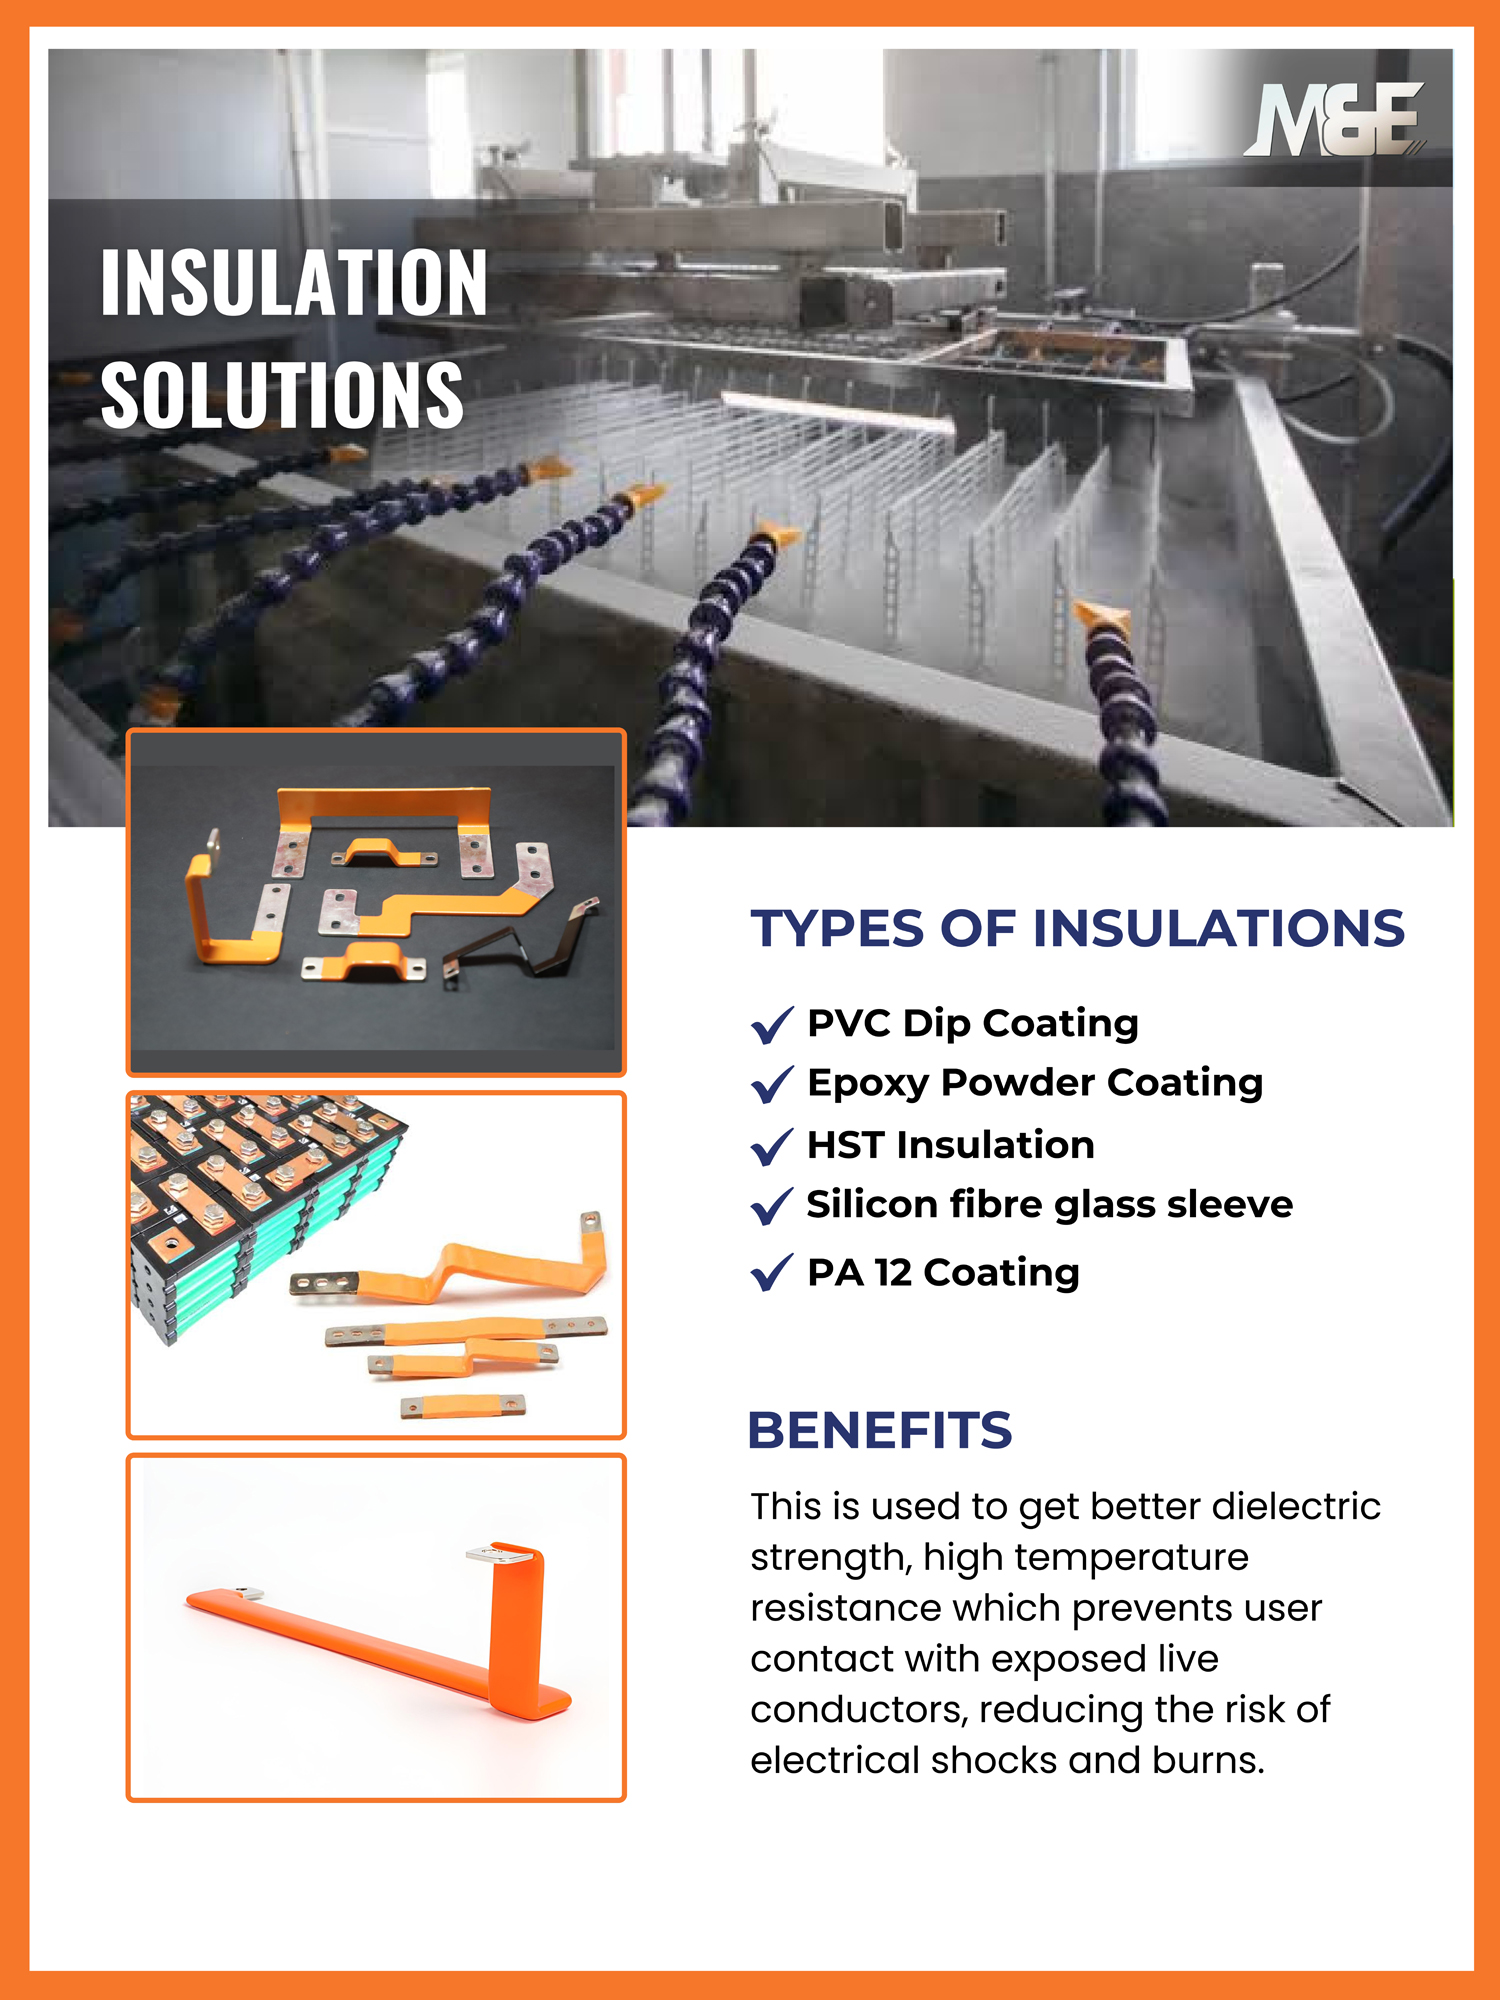 M&E
INSULATION
SOLUTIONS
TYPES OF INSULATIONS
PVC Dip Coating
Epoxy Powder Coating
HST Insulation
Silicon fibre glass sleeve
PA 12 Coating
BENEFITS
This is used to get better dielectric
strength, high temperature
resistance which prevents user
contact with exposed live
conductors, reducing the risk of
electrical shocks and burns.